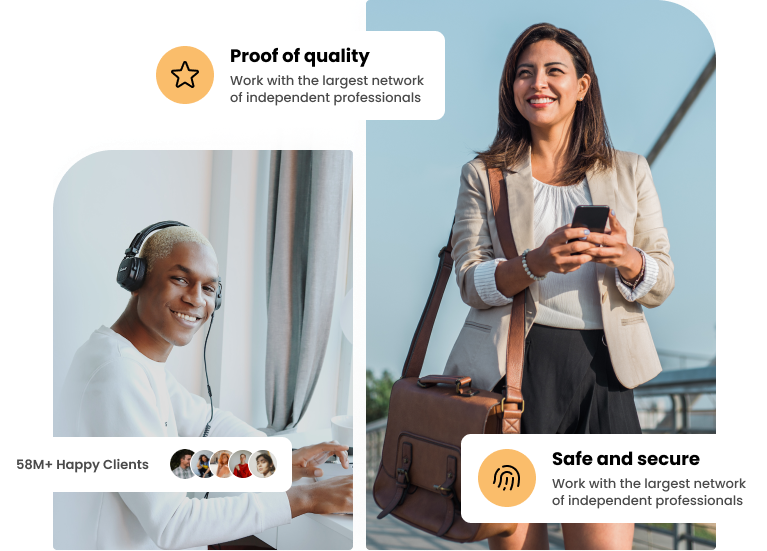 Proof of quality
Work with the largest network
of independent professionals
58M+ Happy Clients
Safe and secure
Work with the largest network
of independent professionals